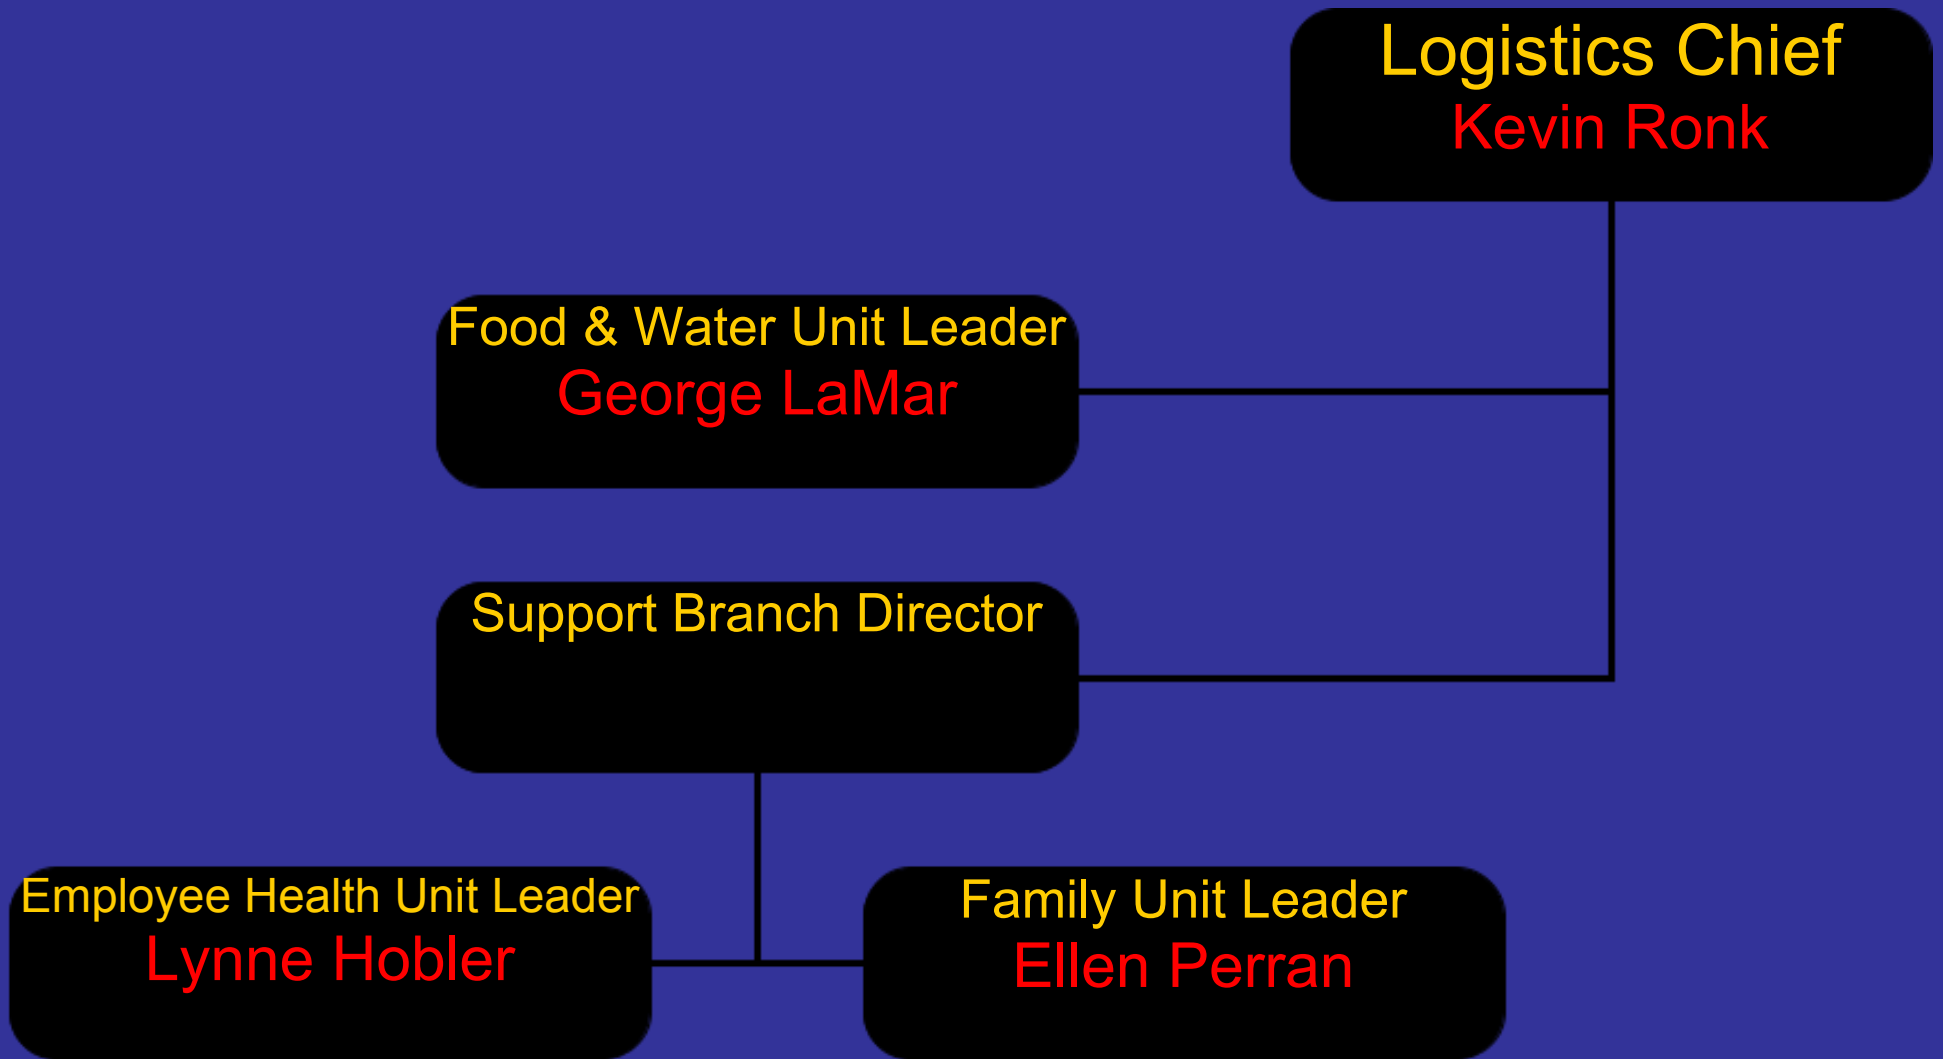 Logistics Chief
Kevin Ronk
Food & Water Unit Leader
George LaMar
Support Branch Director
Employee Health Unit Leader
Lynne Hobler
Family Unit Leader
Ellen Perran